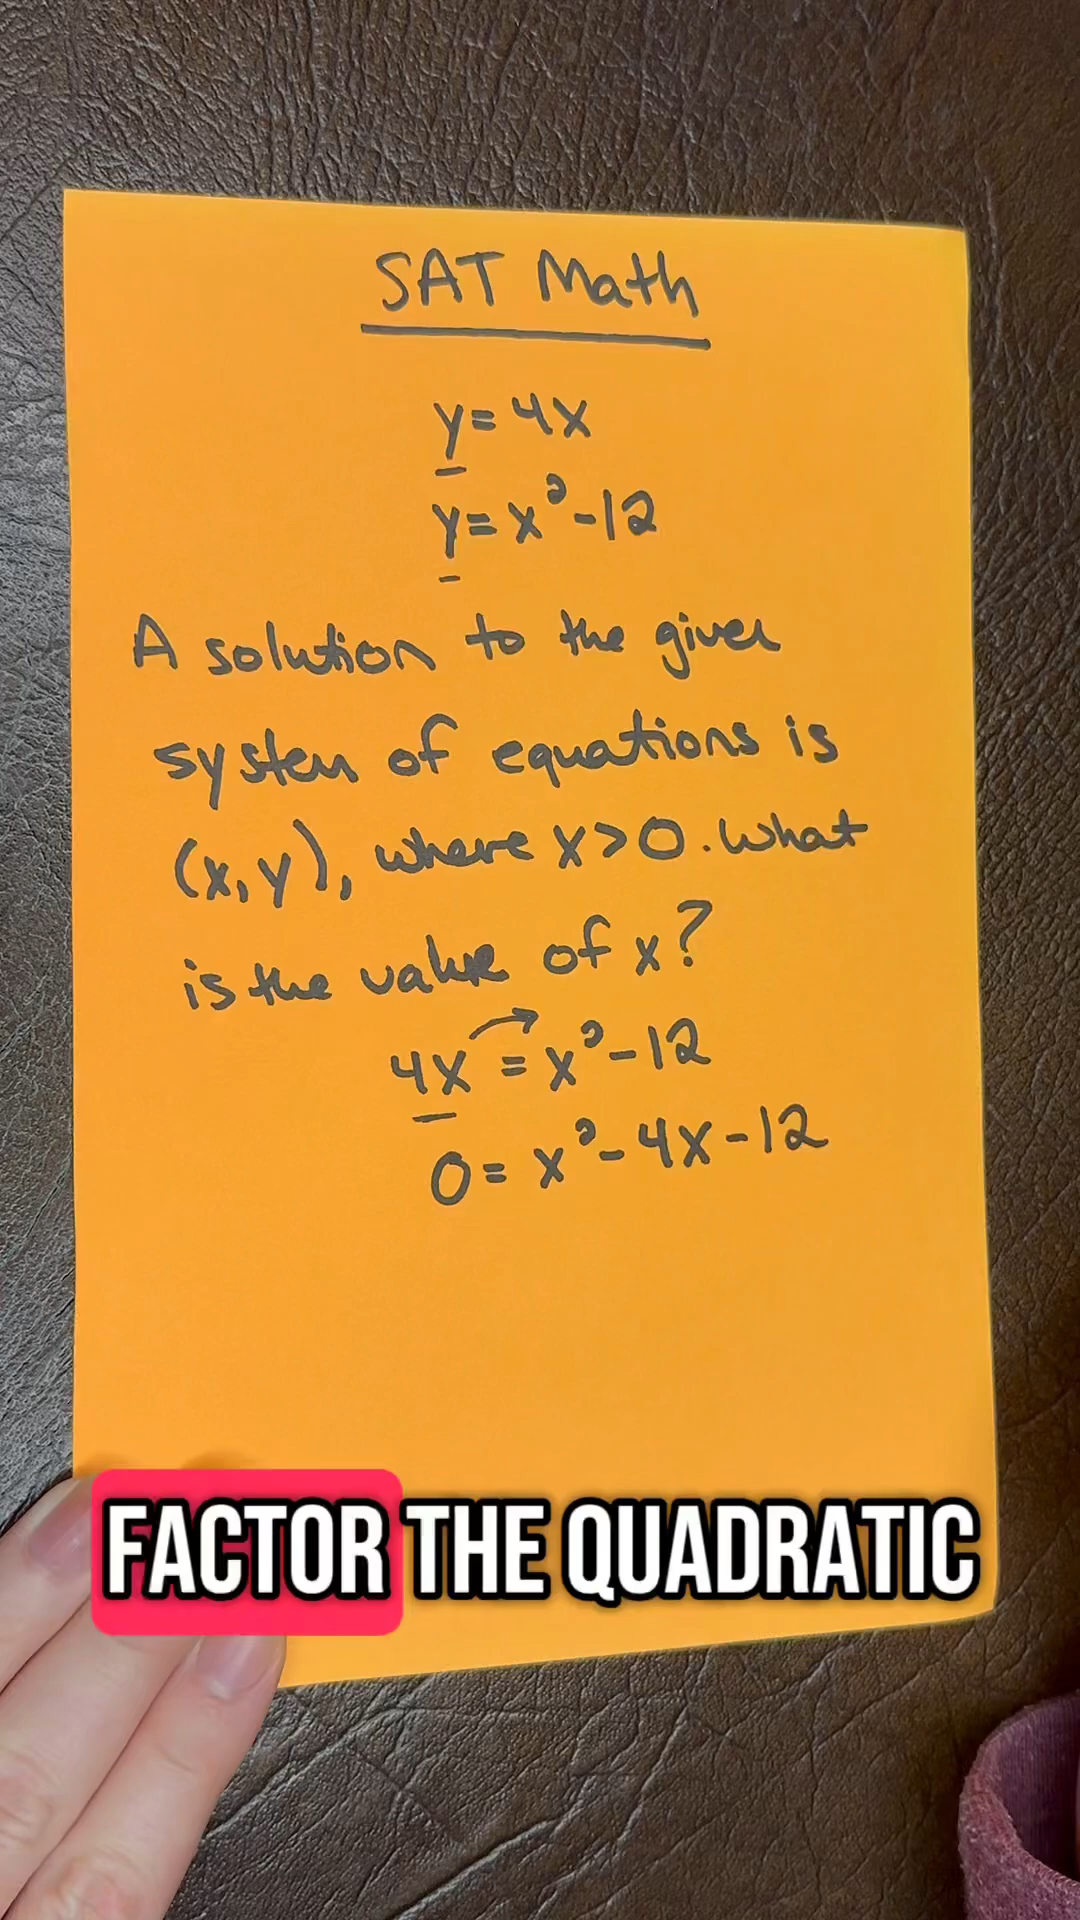 SAT Math
y=4x
y=x²-12
A solution to the given
system of equations is
(x,y), where x>0. What
is the value of x?
4x=x²-12
0=x²-4x-12
FACTOR THE QUADRATIC